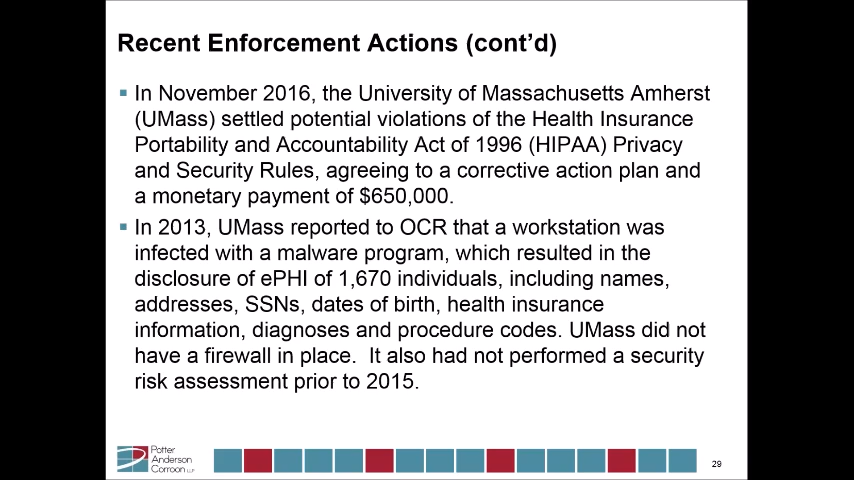 Recent Enforcement Actions (cont’d)
In November 2016, the University of Massachusetts Amherst
(UMass) settled potential violations of the Health Insurance
Portability and Accountability Act of 1996 (HIPAA) Privacy
and Security Rules, agreeing to a corrective action plan and
a monetary payment of $650,000.
In 2013, UMass reported to OCR that a workstation was
infected with a malware program, which resulted in the
disclosure of ePHI of 1,670 individuals, including names,
addresses, SSNs, dates of birth, health insurance
information, diagnoses and procedure codes. UMass did not
have a firewall in place.  It also had not performed a security
risk assessment prior to 2015.
Potter
Anderson
Corroon LLP
29